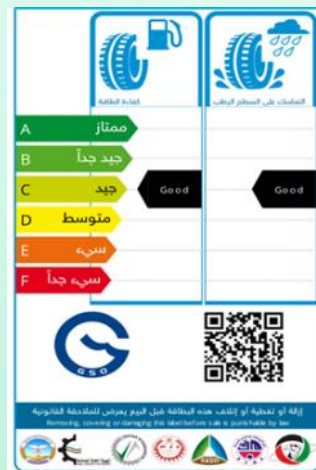 كفاءة الطاقة
التماسك على السطح الرطب
A ممتاز
B جيد جداً
C جيد Good Good
D متوسط
E سيء
F سيء جداً
GSO
إزالة أو تغطية أو إتلاف هذه البطاقة قبل البيع يعرض للملاحقة القانونية
Removing, covering or damaging this label before sale is punishable by law
SASO